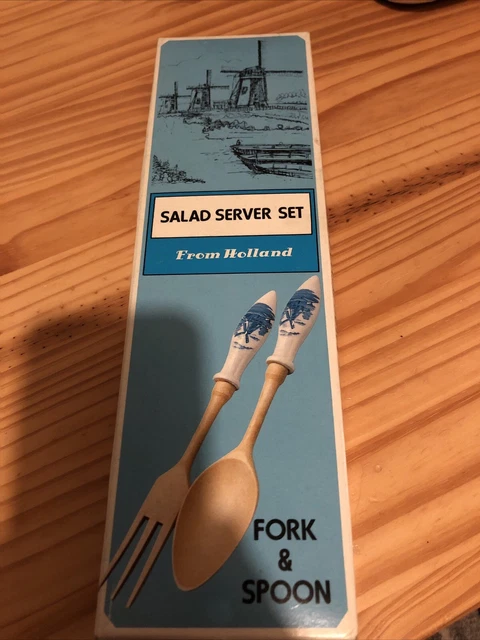 SALAD SERVER SET
From Holland
FORK
&
SPOON